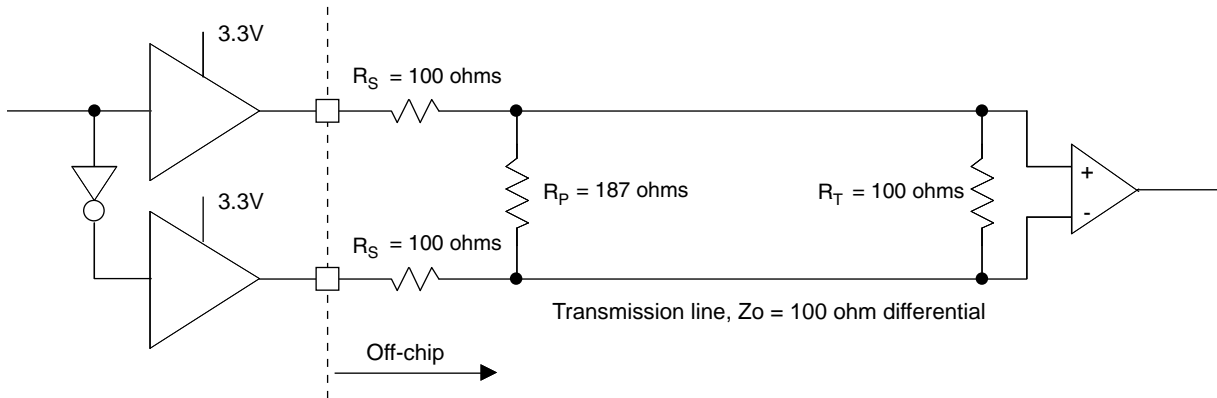 3.3V
R_S = 100 ohms
3.3V
R_P = 187 ohms
R_T = 100 ohms
+
-
R_S = 100 ohms
Transmission line, Zo = 100 ohm differential
Off-chip